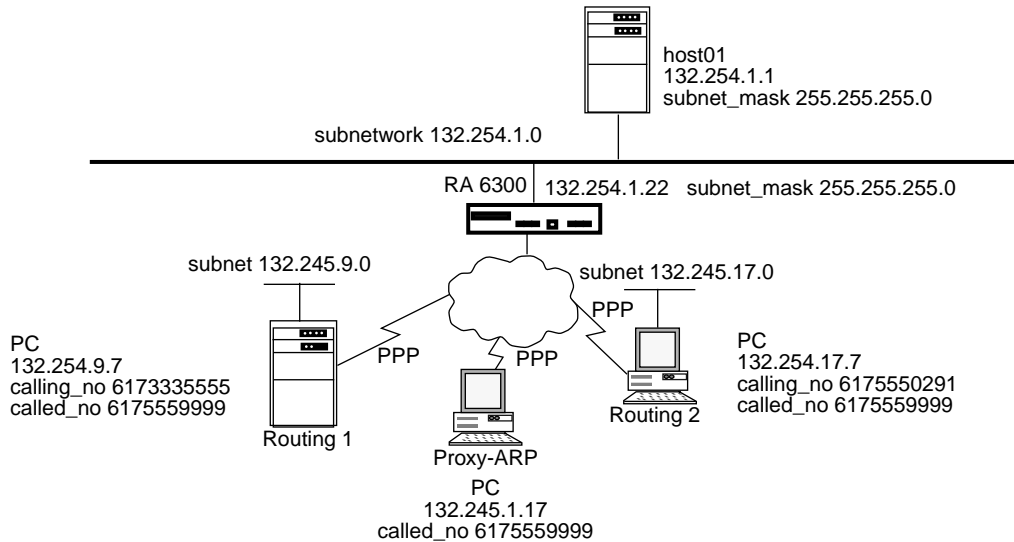 host01
132.254.1.1
subnet_mask 255.255.255.0
subnetwork 132.254.1.0
RA 6300
132.254.1.22 subnet_mask 255.255.255.0
subnet 132.245.9.0
subnet 132.245.17.0
PPP
PPP
PPP
PC
132.254.9.7
calling_no 6173335555
called_no 6175559999
Routing 1
PC
132.254.17.7
calling_no 6175550291
called_no 6175559999
Routing 2
Proxy-ARP
PC
132.245.1.17
called_no 6175559999